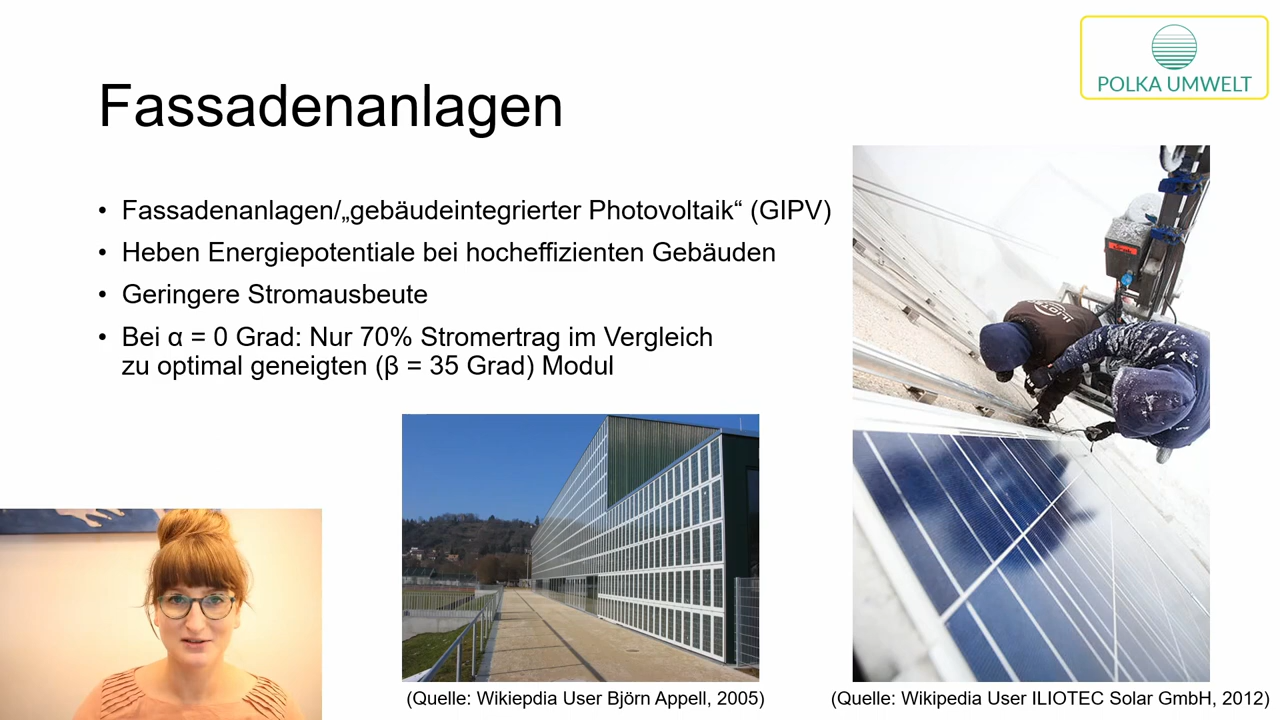 POLKA UMWELT
Fassadenanlagen
• Fassadenanlagen/„gebäudeintegrierter Photovoltaik“ (GIPV)
• Heben Energiepotentiale bei hocheffizienten Gebäuden
• Geringere Stromausbeute
• Bei α = 0 Grad: Nur 70% Stromertrag im Vergleich
zu optimal geneigten (β = 35 Grad) Modul
ILIOTEC
(Quelle: Wikiepdia User Björn Appell, 2005)
(Quelle: Wikipedia User ILIOTEC Solar GmbH, 2012)